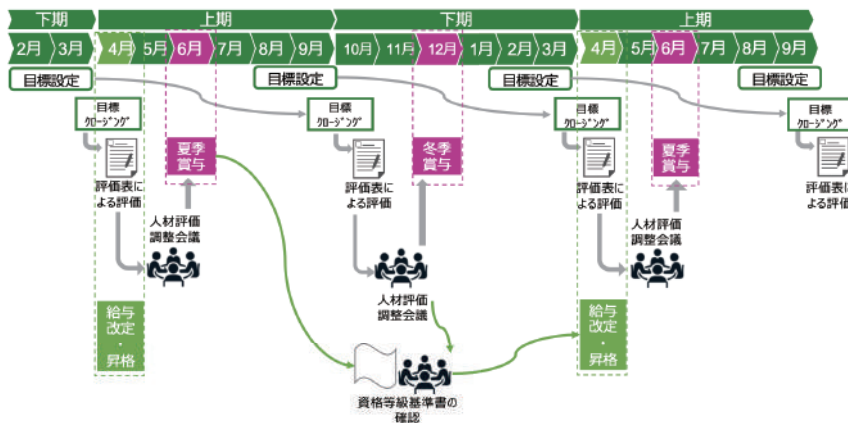 下期
上期
下期
上期
2月
3月
4月
5月
6月
7月
8月
9月
10月
11月
12月
1月
2月
3月
4月
5月
6月
7月
8月
9月
目標設定
目標設定
目標設定
目標設定
目標
クロージング
目標
クロージング
目標
クロージング
目標
クロージング
夏季
賞与
冬季
賞与
夏季
賞与
評価表に
よる評価
評価表に
よる評価
評価表に
よる評価
評価表に
よる評価
人材評価
調整会議
人材評価
調整会議
人材評価
調整会議
給与
改定
・
昇格
給与
改定
・
昇格
資格等級基準書の
確認